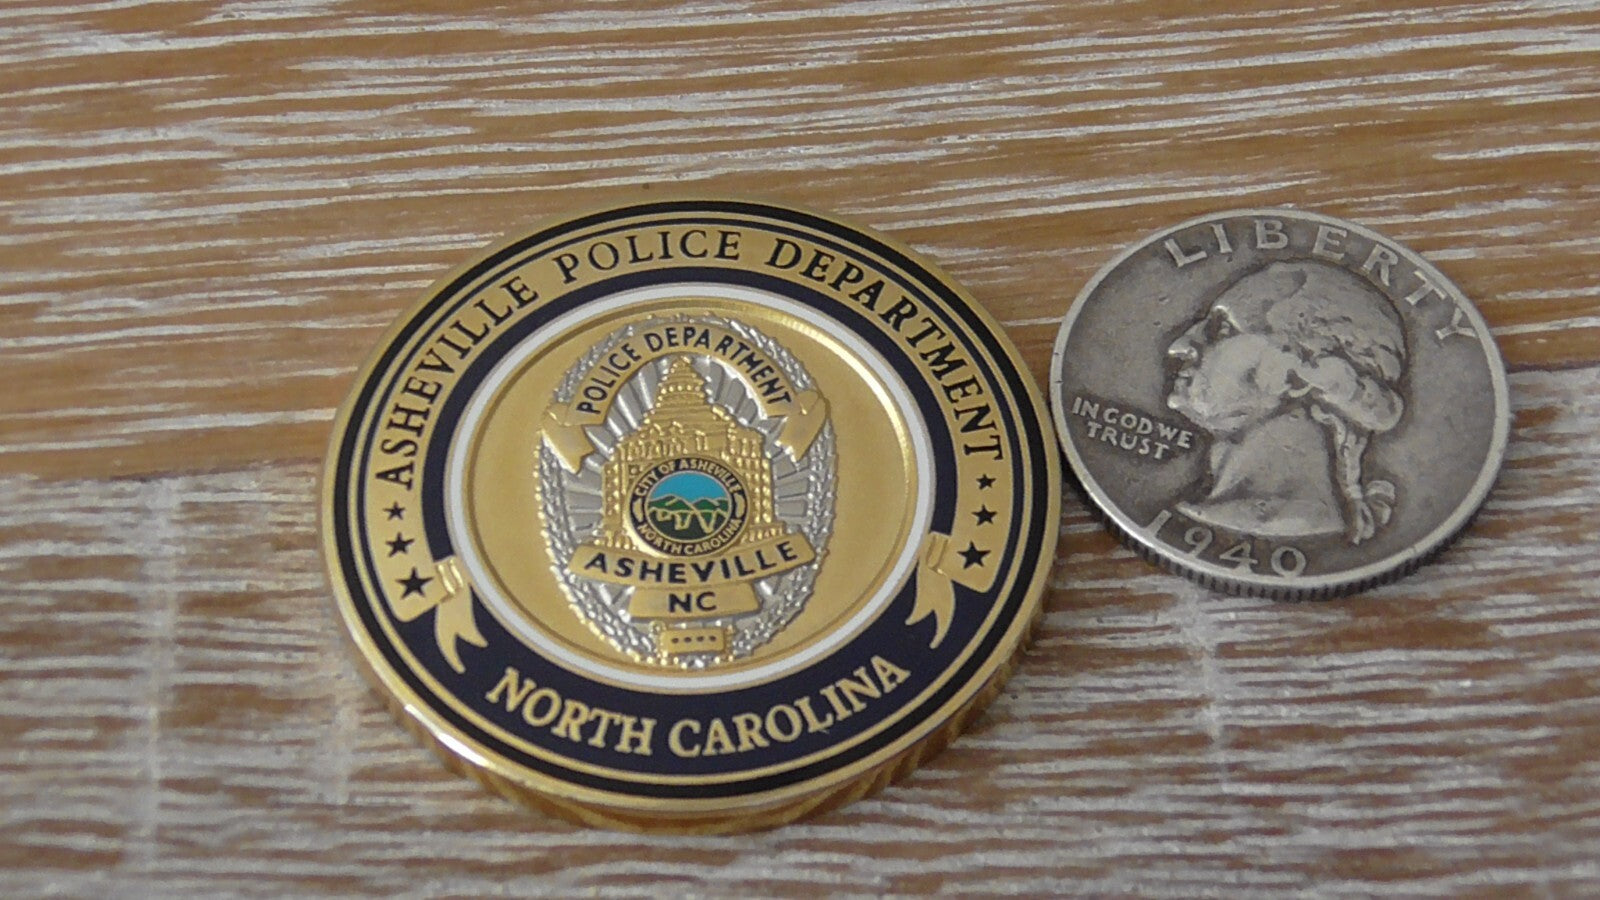 ASHEVILLE POLICE DEPARTMENT
POLICE DEPARTMENT
CITY OF ASHEVILLE
NORTH CAROLINA
ASHEVILLE
NC
NORTH CAROLINA
LIBERTY
IN GOD WE
TRUST
1940